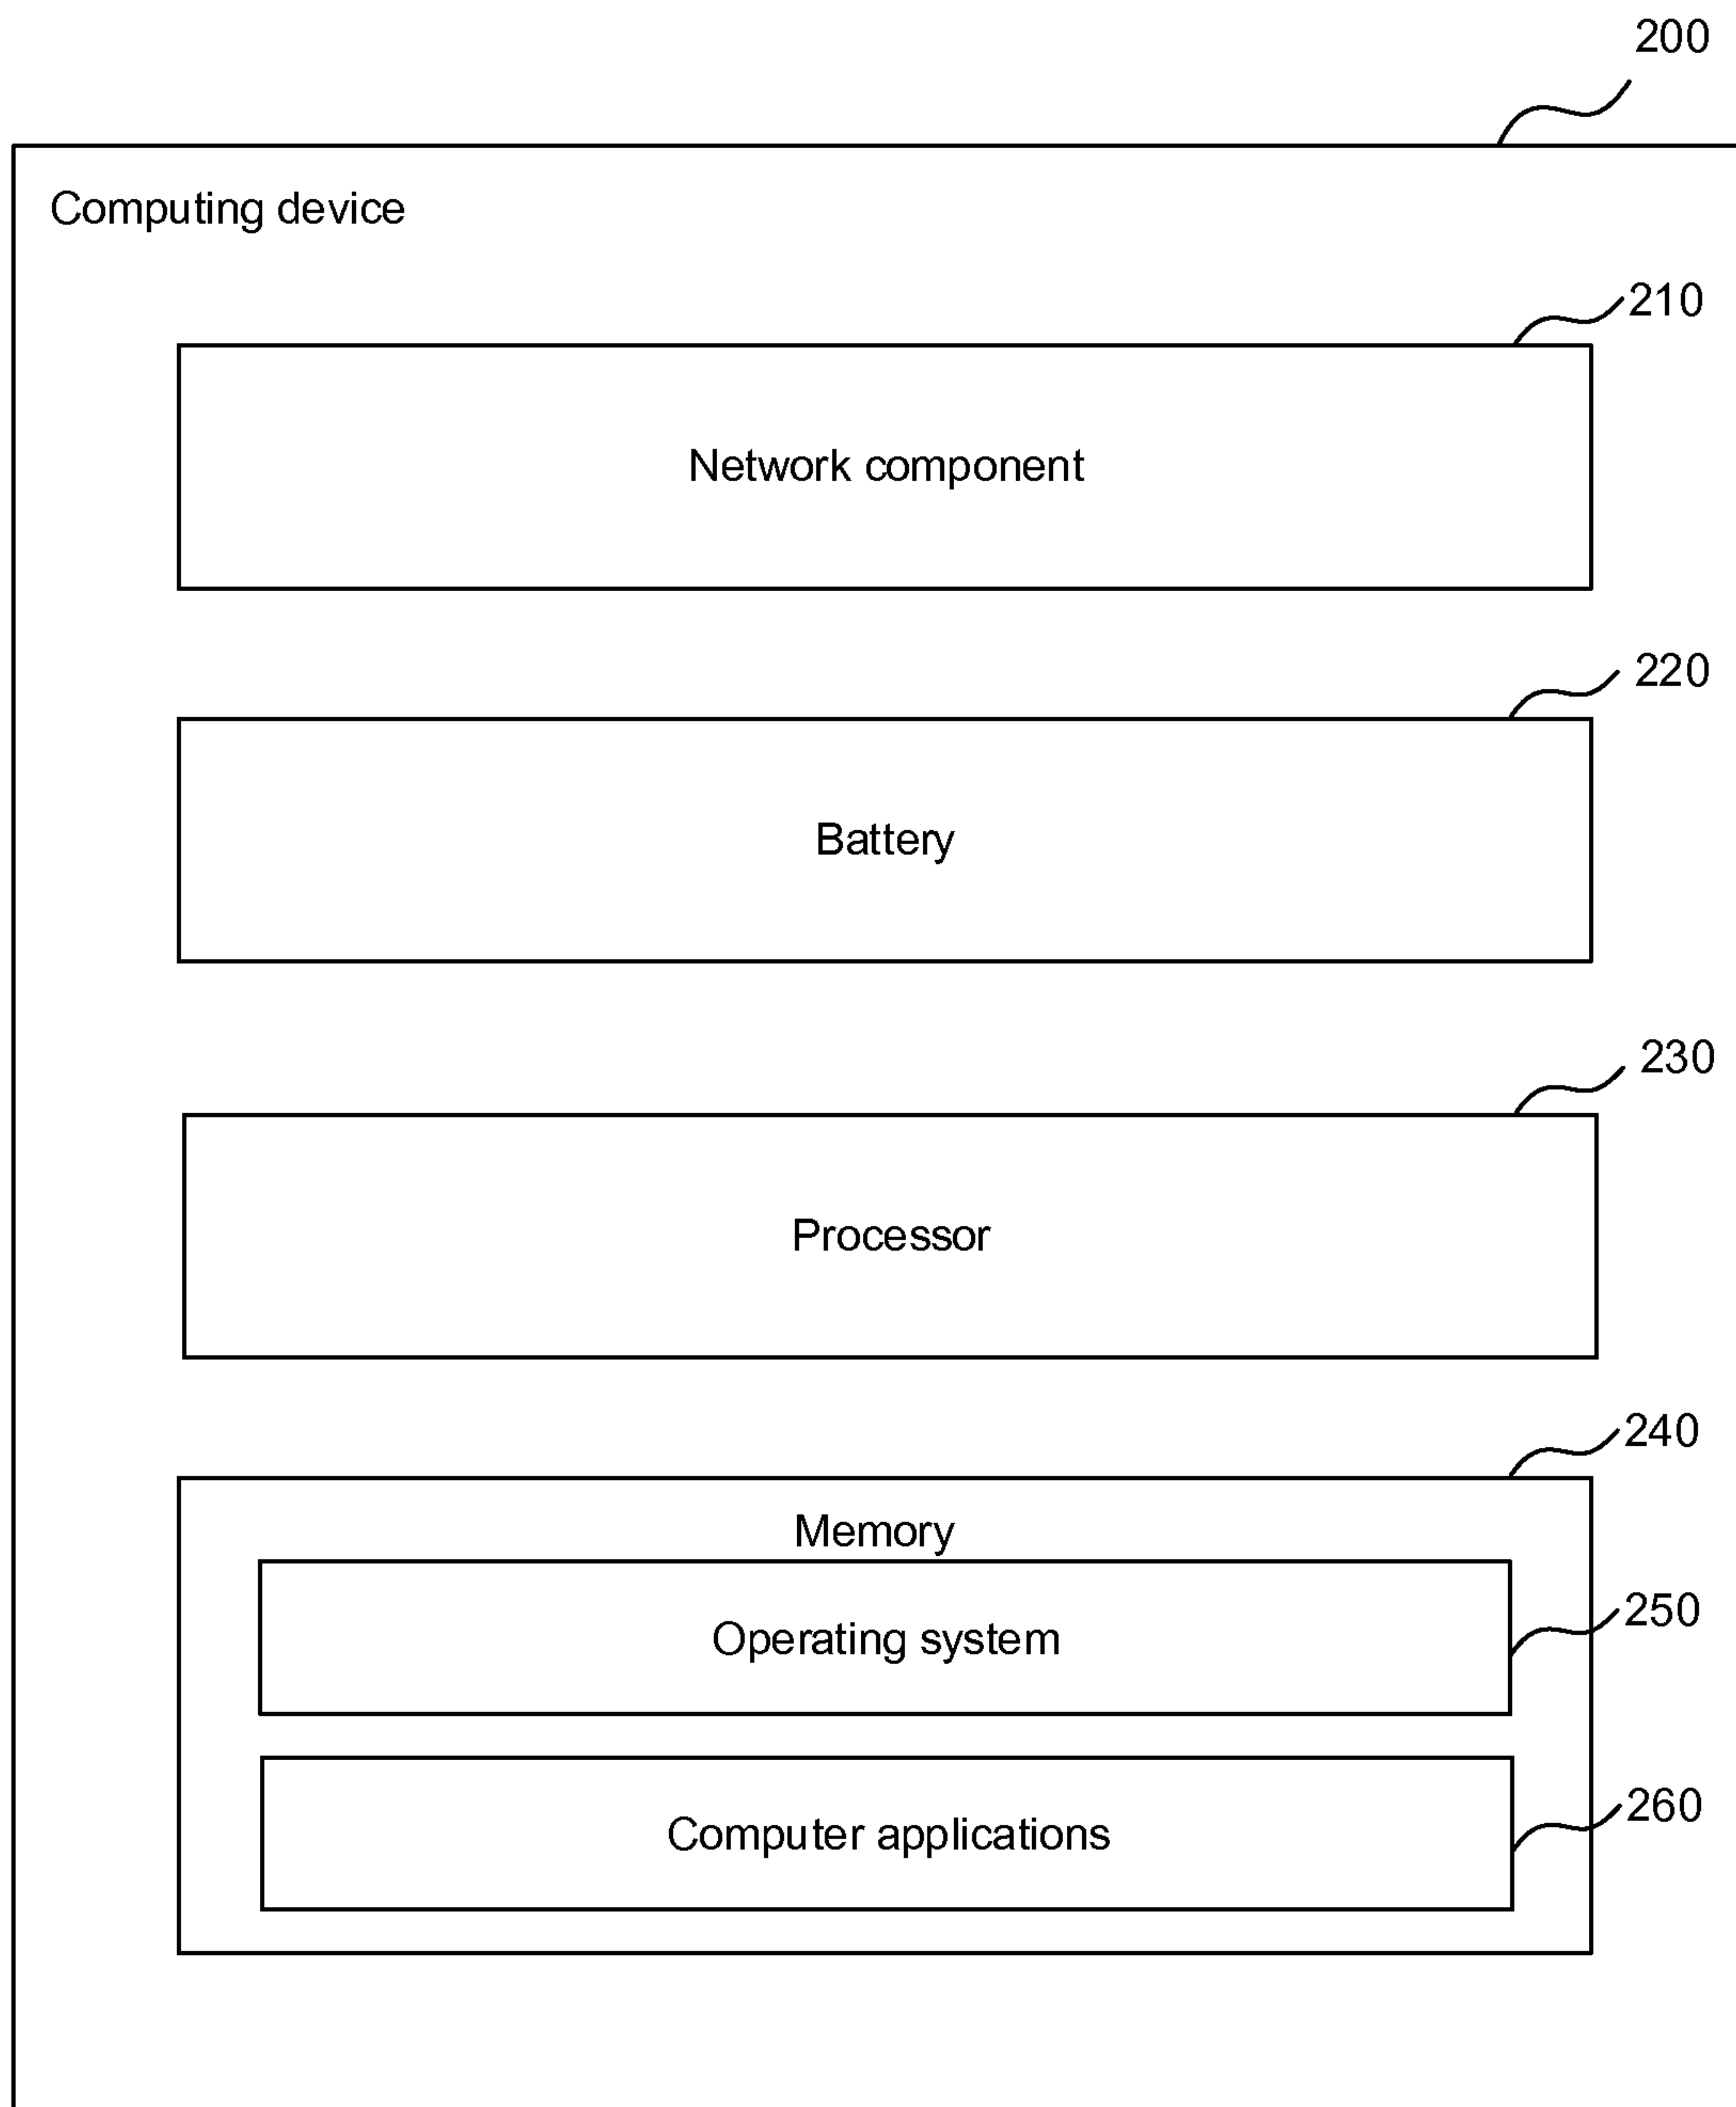 200
Computing device
210
Network component
220
Battery
230
Processor
240
Memory
250
Operating system
260
Computer applications